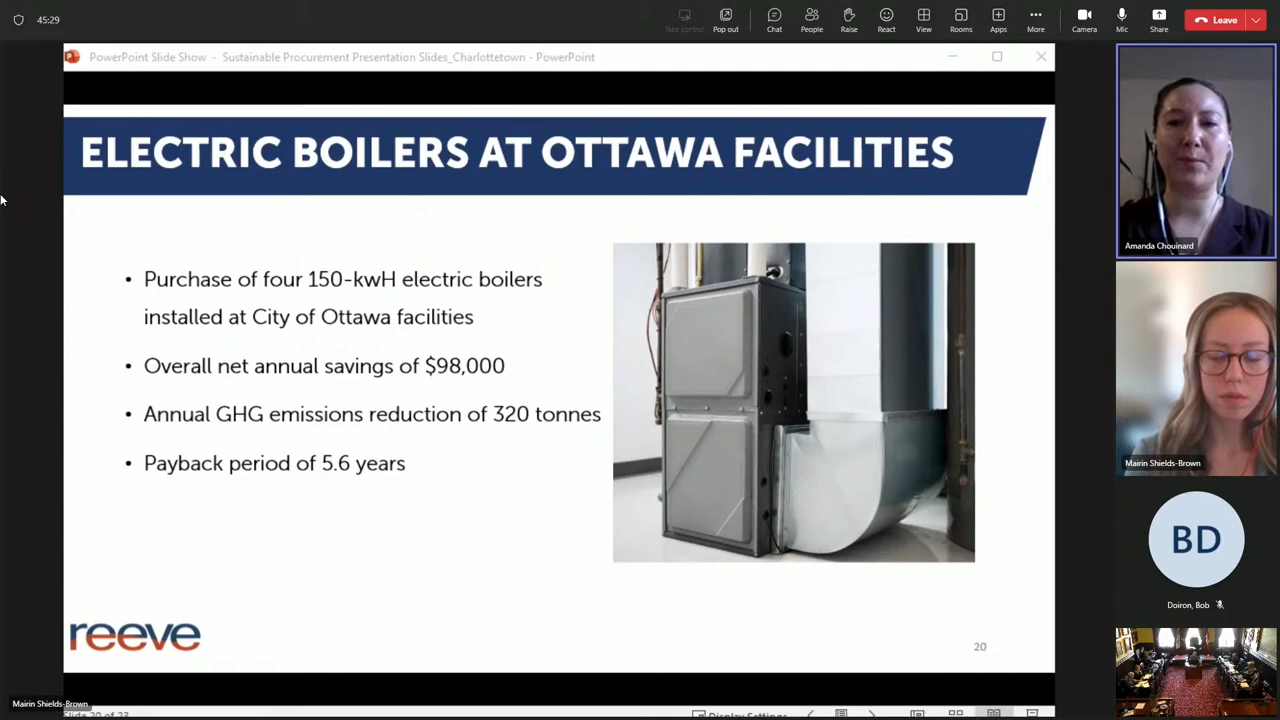 45:29
Take control
Pop out
Chat
People
Raise
React
View
Rooms
Apps
More
Camera
Mic
Share
Leave
PowerPoint Slide Show - Sustainable Procurement Presentation Slides_Charlottetown - PowerPoint
ELECTRIC BOILERS AT OTTAWA FACILITIES
• Purchase of four 150-kwH electric boilers
installed at City of Ottawa facilities
• Overall net annual savings of $98,000
• Annual GHG emissions reduction of 320 tonnes
• Payback period of 5.6 years
reeve
20
Amanda Chouinard
Mairin Shields-Brown
BD
Doiron, Bob
Mairin Shields-Brown
Slide 20 of 23
Display Settings